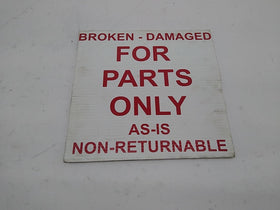 BROKEN - DAMAGED
FOR
PARTS
ONLY
AS-IS
NON-RETURNABLE